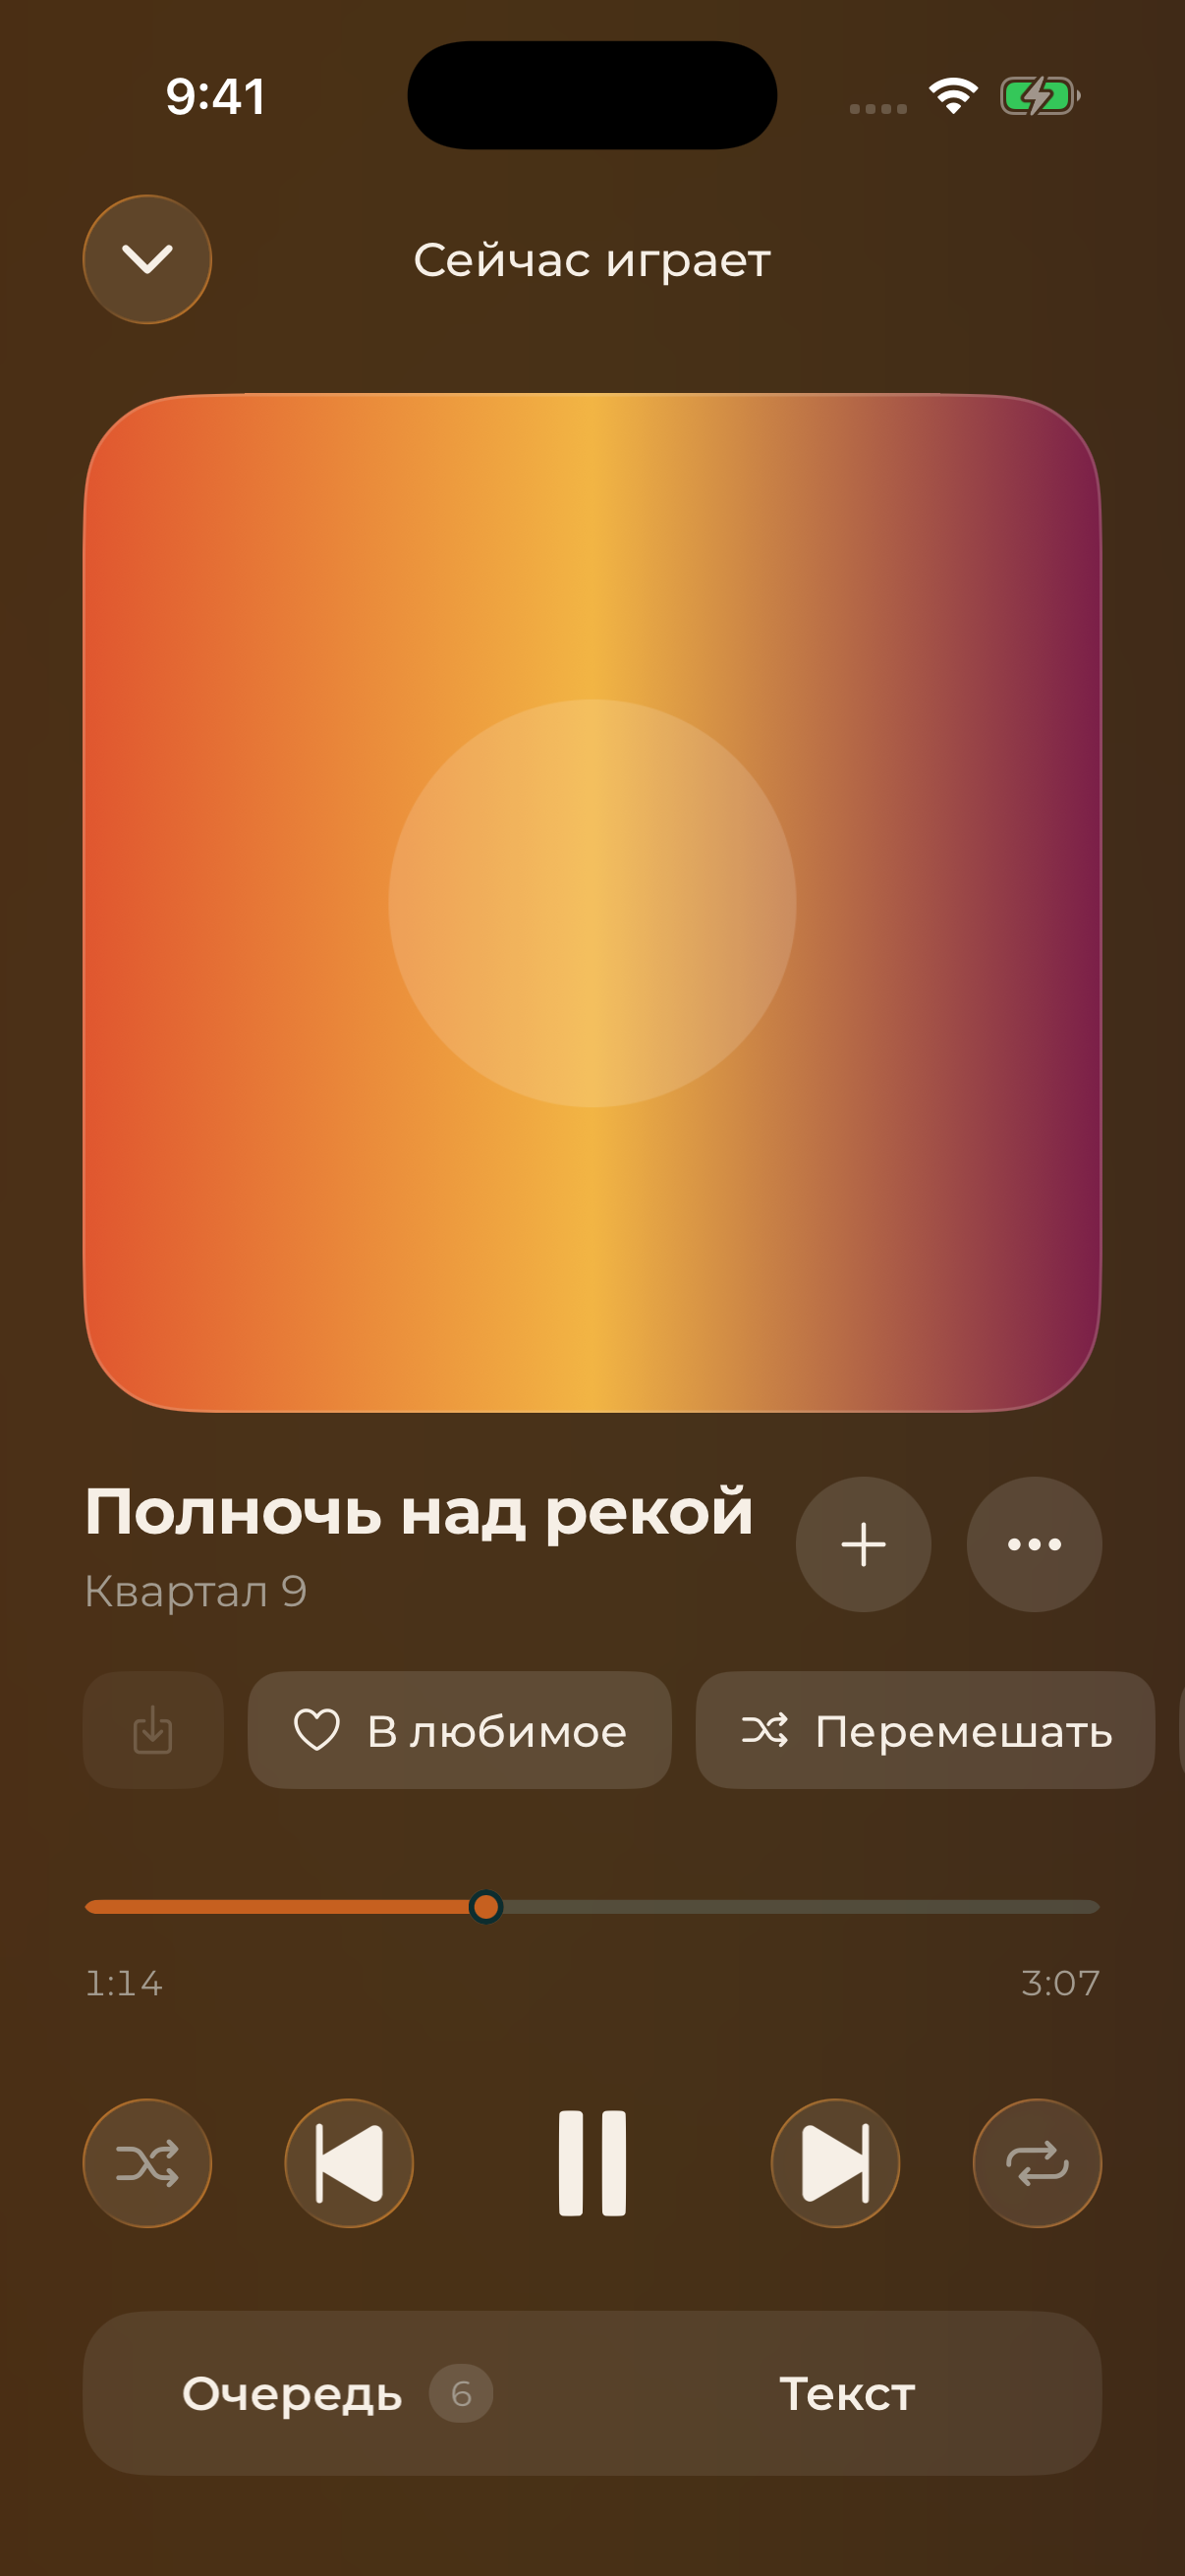 9:41
Сейчас играет
Полночь над рекой
Квартал 9
В любимое
Перемешать
1:14
3:07
Очередь 6
Текст